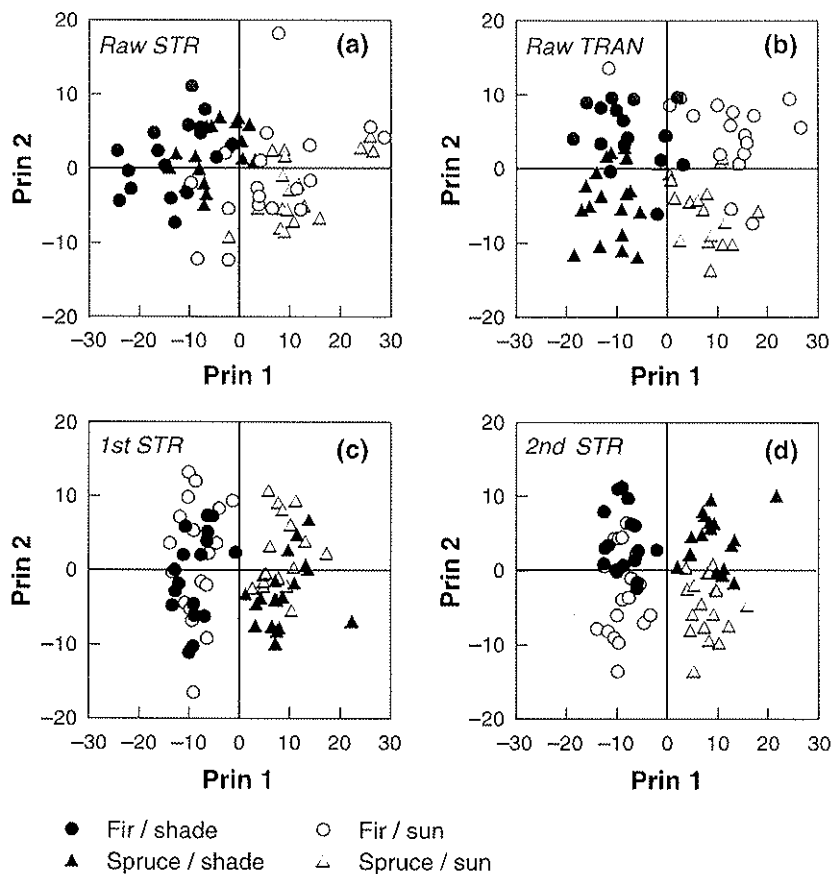 Raw STR
(a)
Raw TRAN
(b)
20
10
0
–10
–20
Prin 2
–30 –20 –10 0 10 20 30
Prin 1
20
10
0
–10
–20
Prin 2
–30 –20 –10 0 10 20 30
Prin 1
1st STR
(c)
2nd STR
(d)
20
10
0
–10
–20
Prin 2
–30 –20 –10 0 10 20 30
Prin 1
20
10
0
–10
–20
Prin 2
–30 –20 –10 0 10 20 30
Prin 1
Fir / shade
Fir / sun
Spruce / shade
Spruce / sun